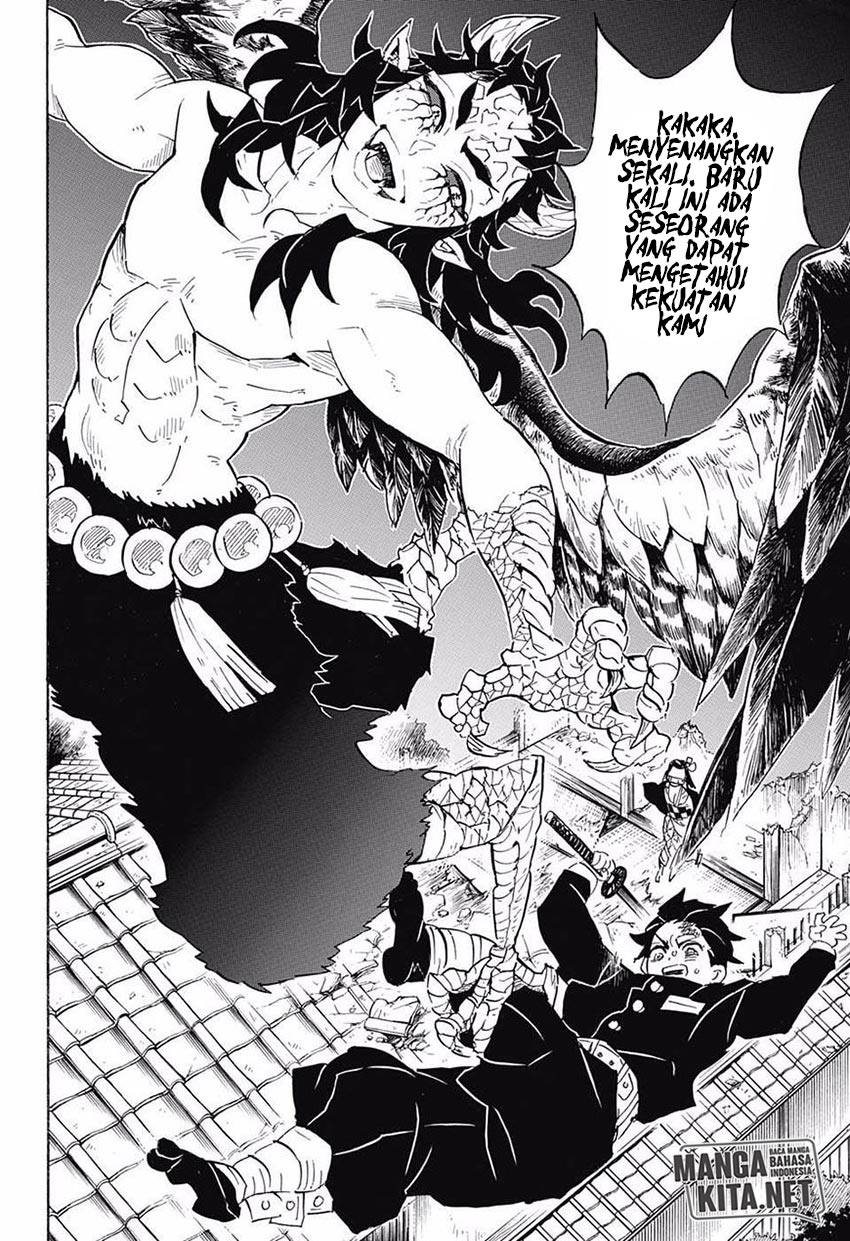 KAKAKA.
MENYENANGKAN
SEKALI. BARU
KALI INI ADA
SESEORANG
YANG DAPAT
MENGETAHUI
KEKUATAN
KAMI
MANGA
KITA.NET
BACA MANGA
BAHASA
INDONESIA